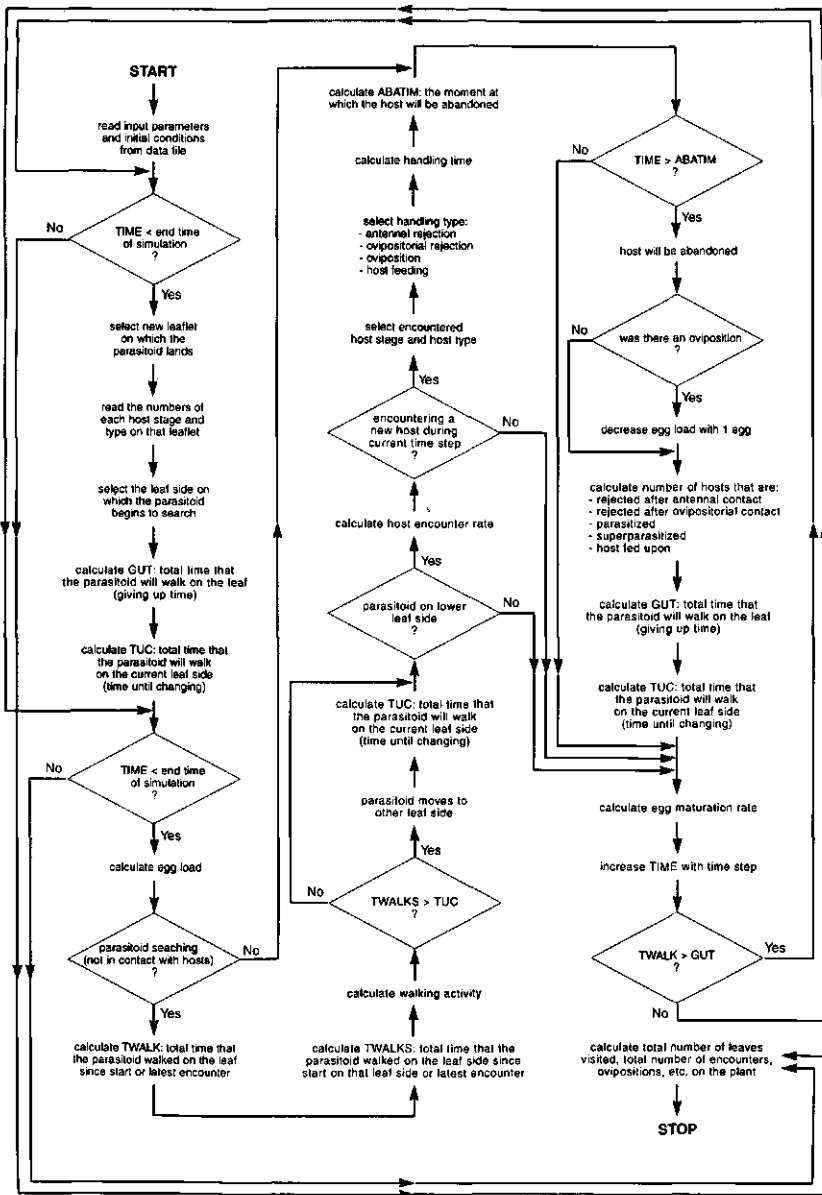 START
read input parameters
and initial conditions
from data file
No
TIME < end time
of simulation
?
Yes
select new leaflet
on which the
parasitoid lands
read the numbers of
each host stage and
type on that leaflet
select the leaf side on
which the parasitoid
begins to search
calculate GUT: total time that
the parasitoid will walk on the leaf
(giving up time)
calculate TUC: total time that
the parasitoid will walk
on the current leaf side
(time until changing)
No
TIME < end time
of simulation
?
Yes
calculate egg load
parasitoid seaching
(not in contact with hosts)
?
No
Yes
calculate TWALK: total time that
the parasitoid walked on the leaf
since start or latest encounter
calculate ABATIM: the moment at
which the host will be abandoned
calculate handling time
select handling type:
- antennel rejection
- ovipositorial rejection
- oviposition
- host feeding
select encountered
host stage and host type
Yes
encountering a
new host during
current time step
?
No
calculate host encounter rate
Yes
parasitoid on lower
leaf side
?
No
calculate TUC: total time that
the parasitoid will walk
on the current leaf side
(time until changing)
parasitoid moves to
other leaf side
Yes
No
TWALKS > TUC
?
calculate walking activity
calculate TWALKS: total time that the
parasitoid walked on the leaf side since
start on that leaf side or latest encounter
No
TIME > ABATIM
?
Yes
host will be abandoned
No
was there an oviposition
?
Yes
decrease egg load with 1 egg
calculate number of hosts that are:
- rejected after antennal contact
- rejected after ovipositorial contact
- parasitized
- superparasitized
- host fed upon
calculate GUT: total time that
the parasitoid will walk on the leaf
(giving up time)
calculate TUC: total time that
the parasitoid will walk
on the current leaf side
(time until changing)
calculate egg maturation rate
increase TIME with time step
TWALK > GUT
?
Yes
No
calculate total number of leaves
visited, total number of encounters,
ovipositions, etc. on the plant
STOP